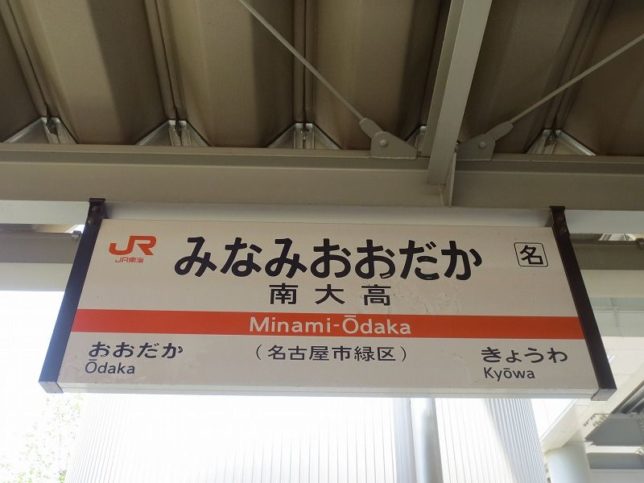 JR
JR東海
みなみおおだか
名
南大高
Minami-Ōdaka
おおだか
Ōdaka
(名古屋市緑区)
きょうわ
Kyōwa